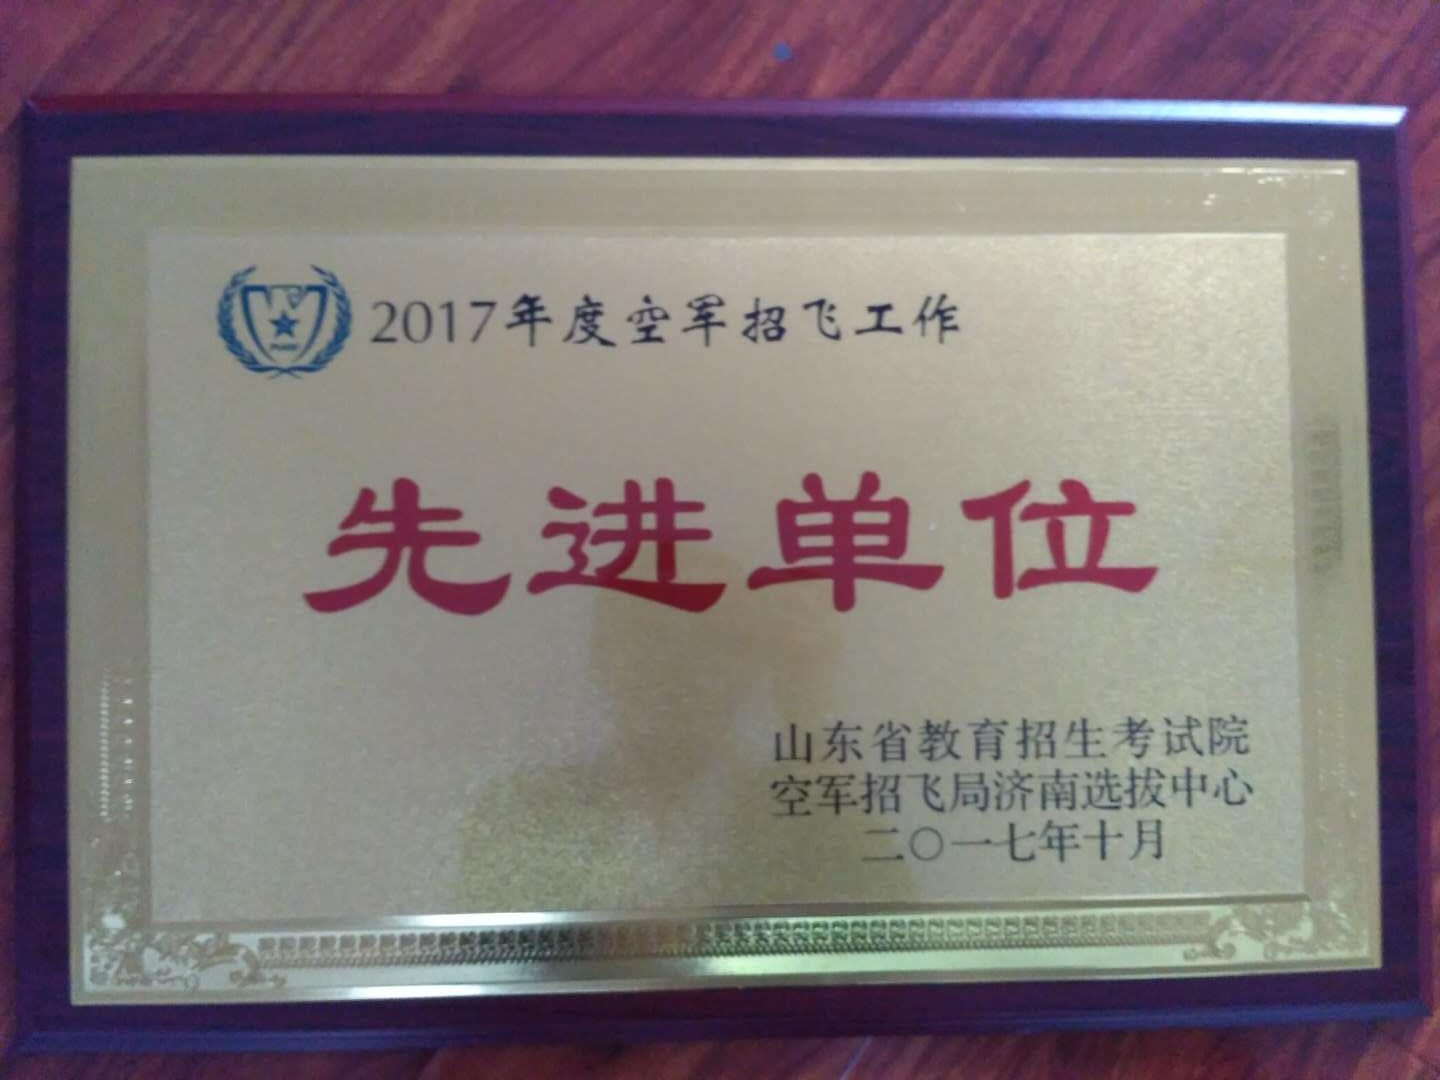 2017年度空军招飞工作
先进单位
山东省教育招生考试院
空军招飞局济南选拔中心
二〇一七年十月